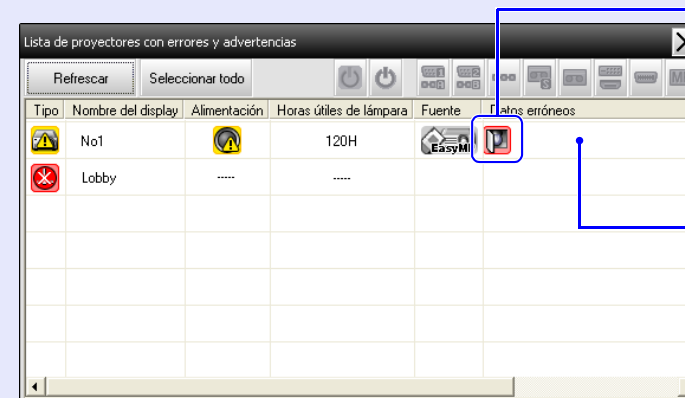 Lista de proyectores con errores y advertencias
Refrescar Seleccionar todo
Tipo Nombre del display Alimentación Horas útiles de lámpara Fuente Datos erróneos
No1 120H EasyM
Lobby ----- -----